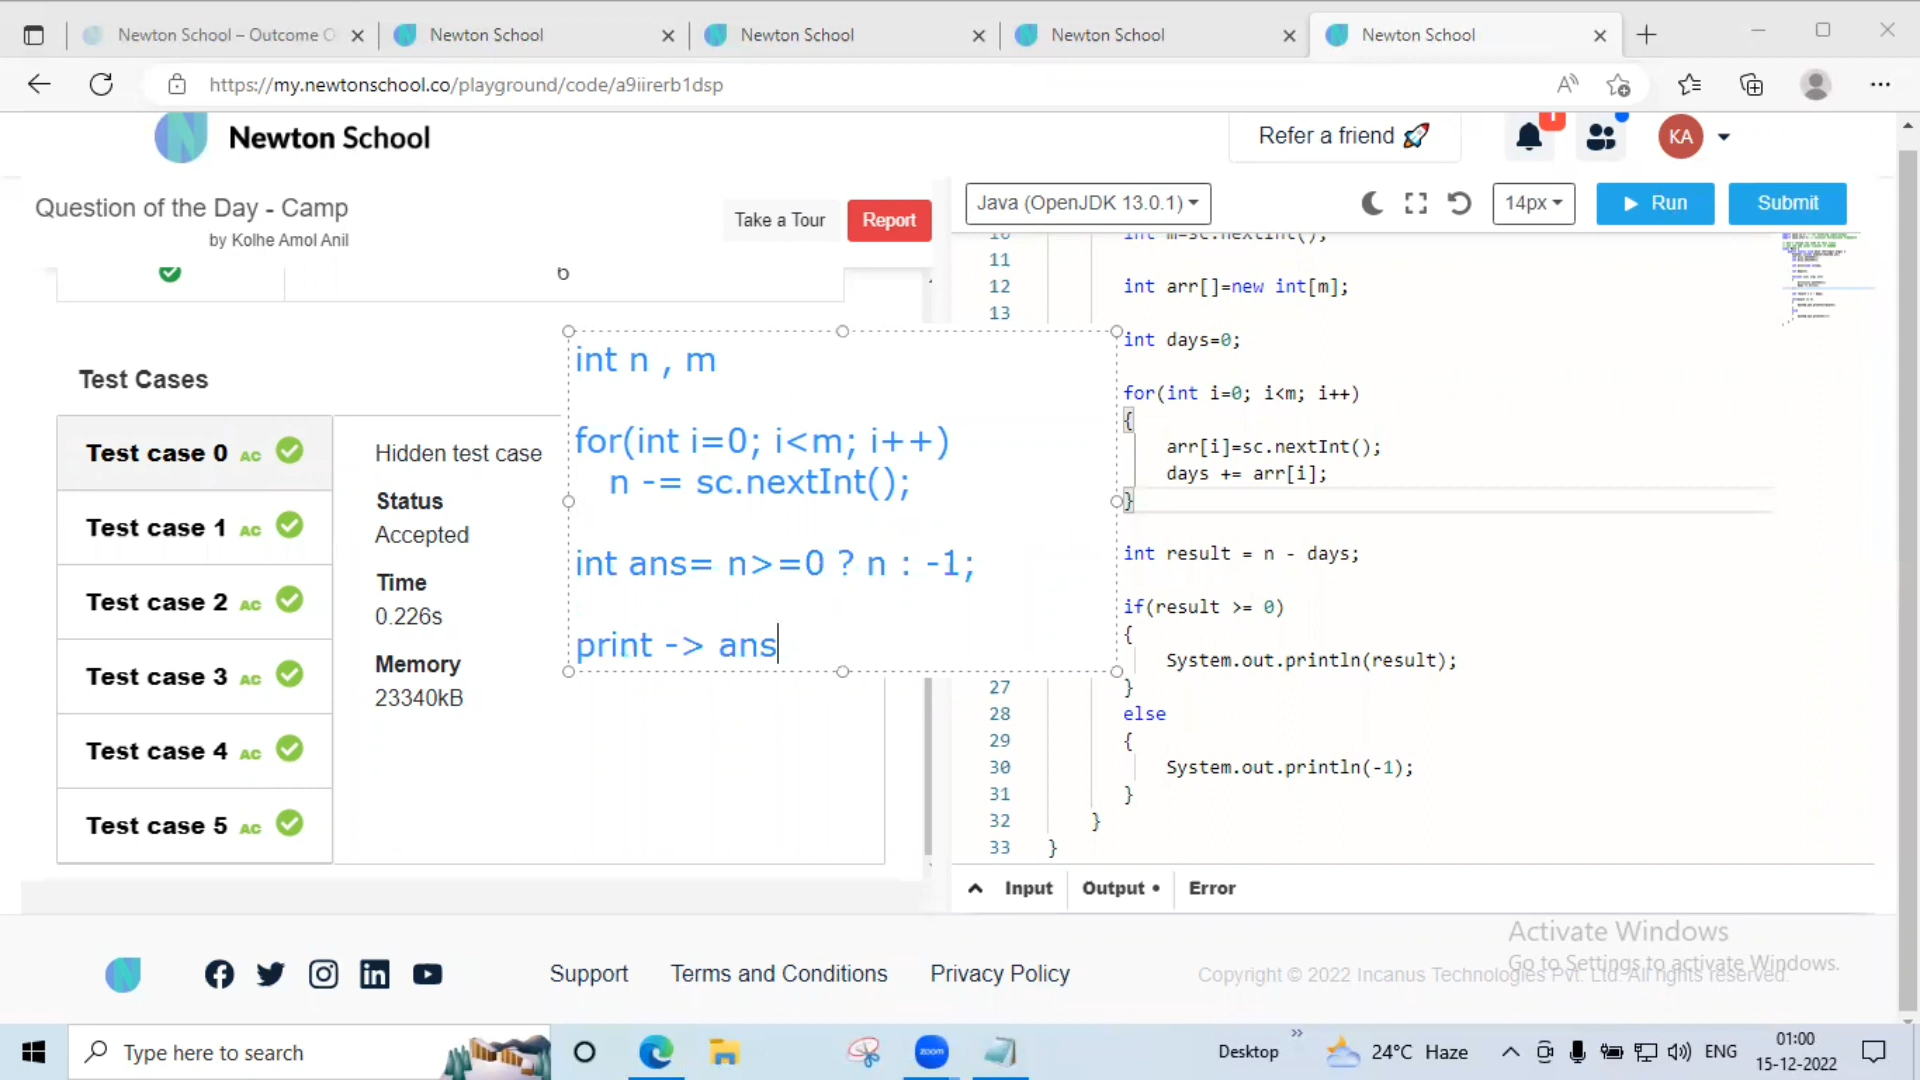 Newton School – Outcome O
Newton School
Newton School
Newton School
Newton School
https://my.newtonschool.co/playground/code/a9iirerb1dsp
Newton School
Refer a friend
KA
Question of the Day - Camp
by Kolhe Amol Anil
Take a Tour
Report
Java (OpenJDK 13.0.1)
14px
Run
Submit
6
Test Cases
Test case 0 AC
Test case 1 AC
Test case 2 AC
Test case 3 AC
Test case 4 AC
Test case 5 AC
Hidden test case
Status
Accepted
Time
0.226s
Memory
23340kB
int n , m
for(int i=0; i<m; i++)
n -= sc.nextInt();
int ans= n>=0 ? n : -1;
print -> ans
10 int m=sc.nextInt();
11
12 int arr[]=new int[m];
13
int days=0;
for(int i=0; i<m; i++)
{
arr[i]=sc.nextInt();
days += arr[i];
}
int result = n - days;
if(result >= 0)
{
System.out.println(result);
27 }
28 else
29 {
30 System.out.println(-1);
31 }
32 }
33 }
Input
Output •
Error
Activate Windows
Go to Settings to activate Windows.
Support
Terms and Conditions
Privacy Policy
Copyright © 2022 Incanus Technologies Pvt. Ltd. All rights reserved.
Type here to search
zoom
Desktop
24°C Haze
ENG
01:00
15-12-2022